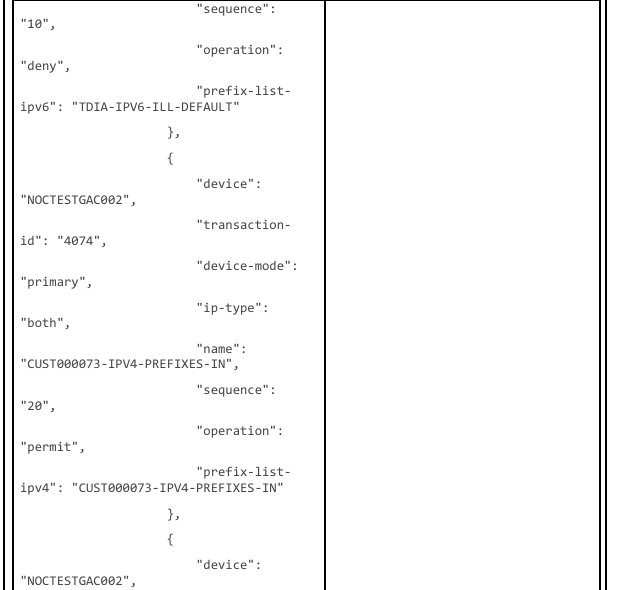 "sequence":
"10",
"operation":
"deny",
"prefix-list-
ipv6": "TDIA-IPV6-ILL-DEFAULT"
},
{
"device":
"NOCTESTGAC002",
"transaction-
id": "4074",
"device-mode":
"primary",
"ip-type":
"both",
"name":
"CUST000073-IPV4-PREFIXES-IN",
"sequence":
"20",
"operation":
"permit",
"prefix-list-
ipv4": "CUST000073-IPV4-PREFIXES-IN"
},
{
"device":
"NOCTESTGAC002",